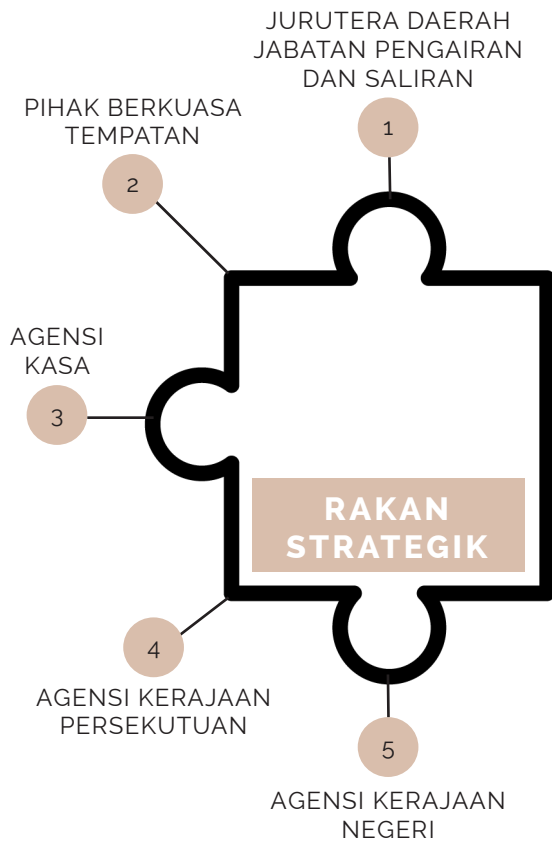 JURUTERA DAERAH
JABATAN PENGAIRAN
DAN SALIRAN
1
PIHAK BERKUASA
TEMPATAN
2
AGENSI
KASA
3
RAKAN
STRATEGIK
4
AGENSI KERAJAAN
PERSEKUTUAN
5
AGENSI KERAJAAN
NEGERI